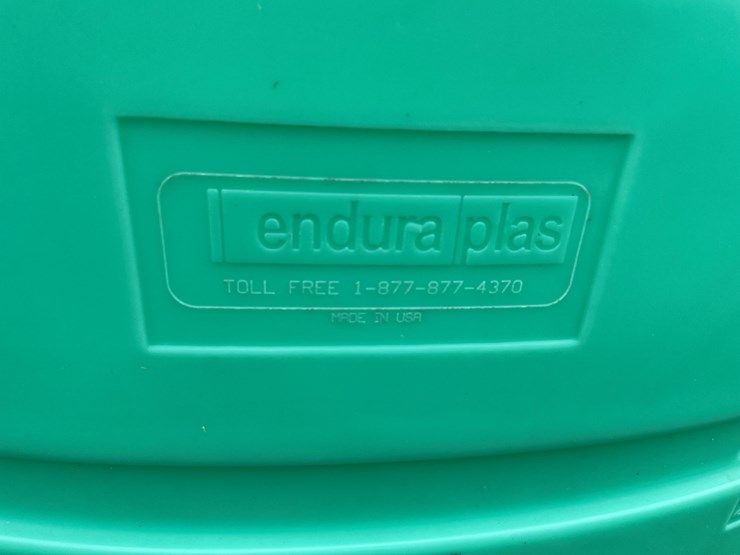 endura plas
TOLL FREE 1-877-877-4370
MADE IN USA